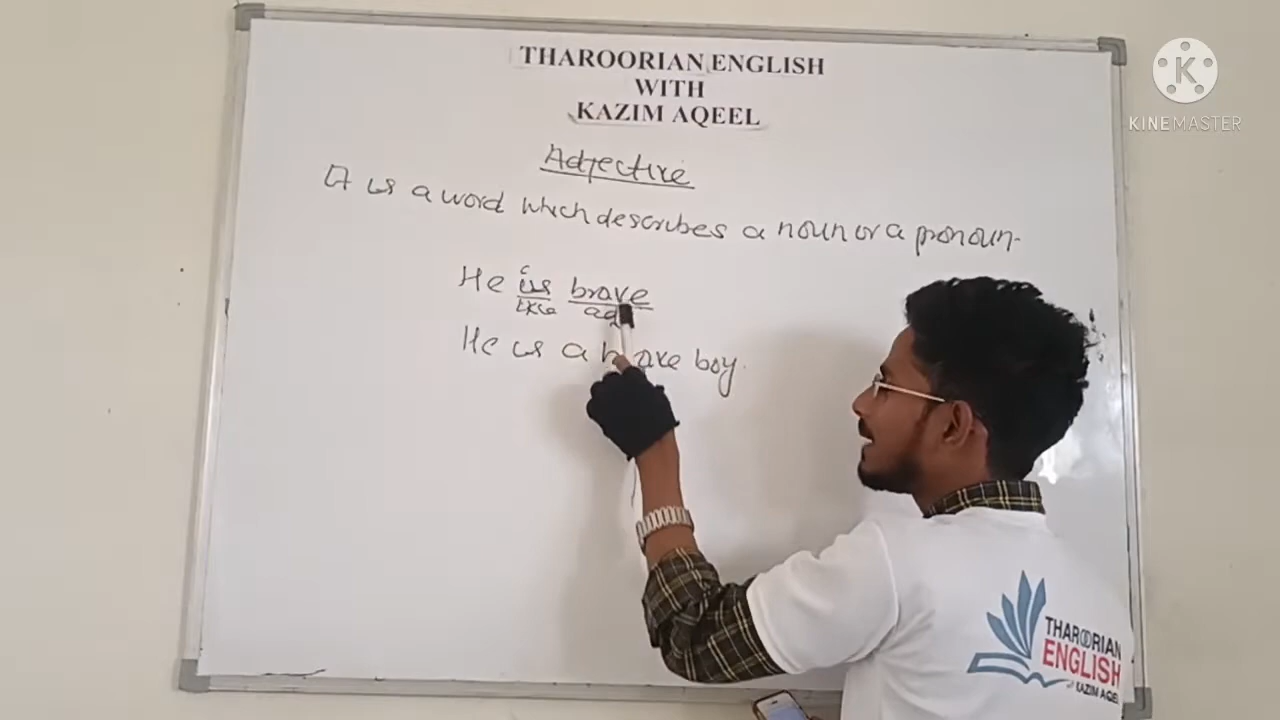 THAROORIAN ENGLISH
WITH
KAZIM AQEEL
Adjective
It is a word which describes a noun or a pronoun.
He is brave
He is a brave boy.
KINEMASTER
THAROORIAN
ENGLISH
KAZIM AQEEL